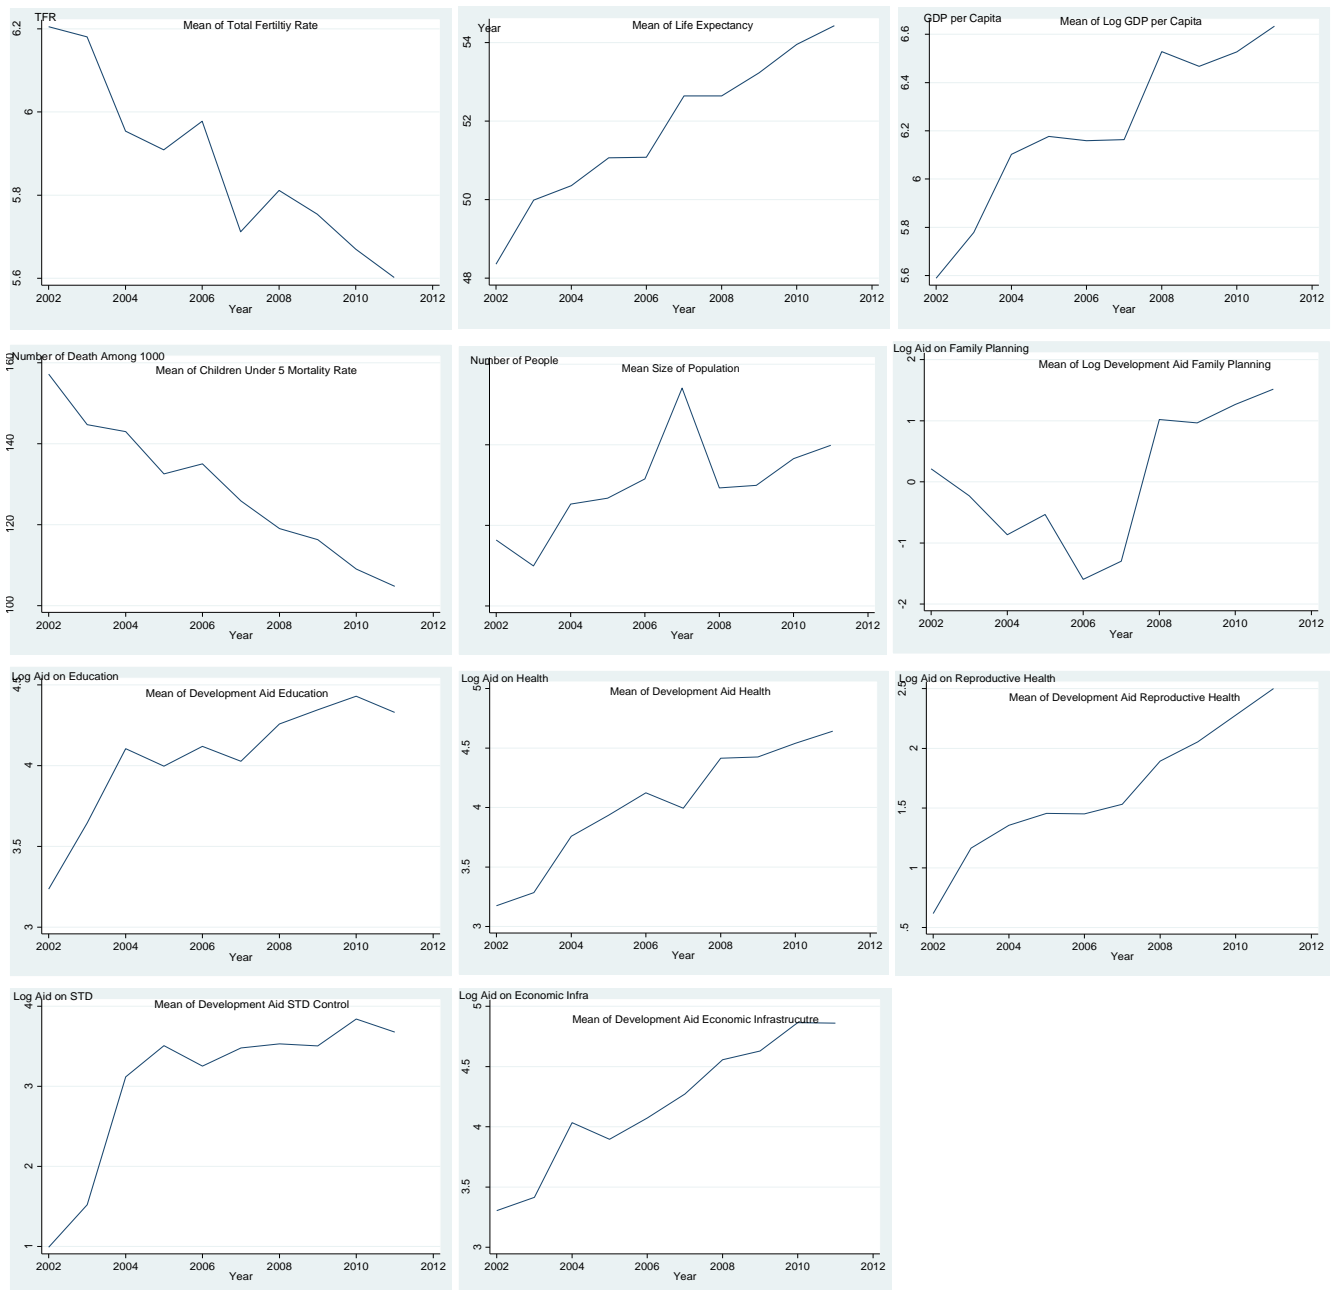 TFR
Mean of Total Fertiltiy Rate
6.2
6
5.8
5.6
2002 2004 2006 2008 2010 2012
Year
Year
Mean of Life Expectancy
54
52
50
48
2002 2004 2006 2008 2010 2012
Year
GDP per Capita
Mean of Log GDP per Capita
6.6
6.4
6.2
6
5.8
5.6
2002 2004 2006 2008 2010 2012
Year
Number of Death Among 1000
Mean of Children Under 5 Mortality Rate
160
140
120
100
2002 2004 2006 2008 2010 2012
Year
Number of People
Mean Size of Population
2002 2004 2006 2008 2010 2012
Year
Log Aid on Family Planning
Mean of Log Development Aid Family Planning
2
1
0
-1
-2
2002 2004 2006 2008 2010 2012
Year
Log Aid on Education
Mean of Development Aid Education
4.5
4
3.5
3
2002 2004 2006 2008 2010 2012
Year
Log Aid on Health
Mean of Development Aid Health
5
4.5
4
3.5
3
2002 2004 2006 2008 2010 2012
Year
Log Aid on Reproductive Health
Mean of Development Aid Reproductive Health
2.5
2
1.5
1
.5
2002 2004 2006 2008 2010 2012
Year
Log Aid on STD
Mean of Development Aid STD Control
4
3
2
1
2002 2004 2006 2008 2010 2012
Year
Log Aid on Economic Infra
Mean of Development Aid Economic Infrastrucutre
5
4.5
4
3.5
3
2002 2004 2006 2008 2010 2012
Year